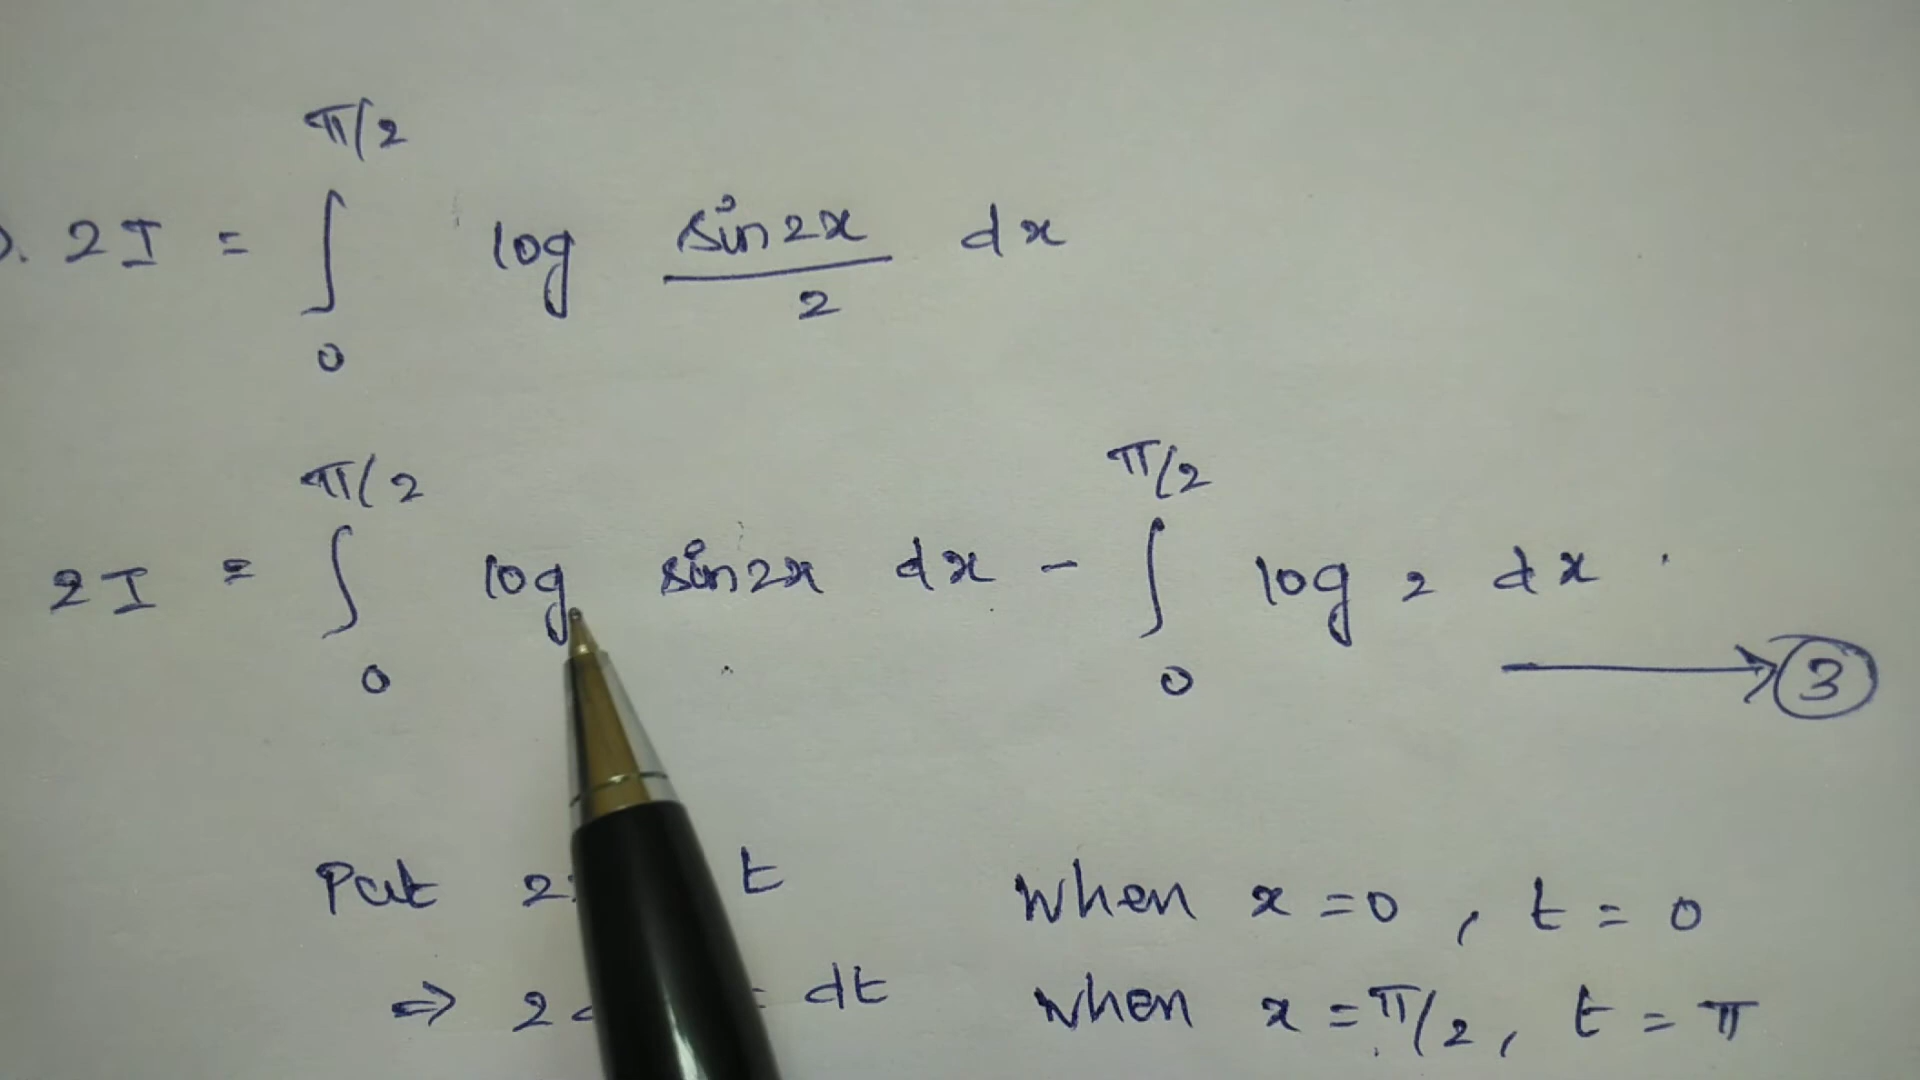 2I = ∫₀^{π/2} log sin2x/2 dx
2I = ∫₀^{π/2} log sin2x dx - ∫₀^{π/2} log 2 dx. → ③
Put 2 t when x = 0, t = 0
⇒ 2 = dt when x = π/2, t = π